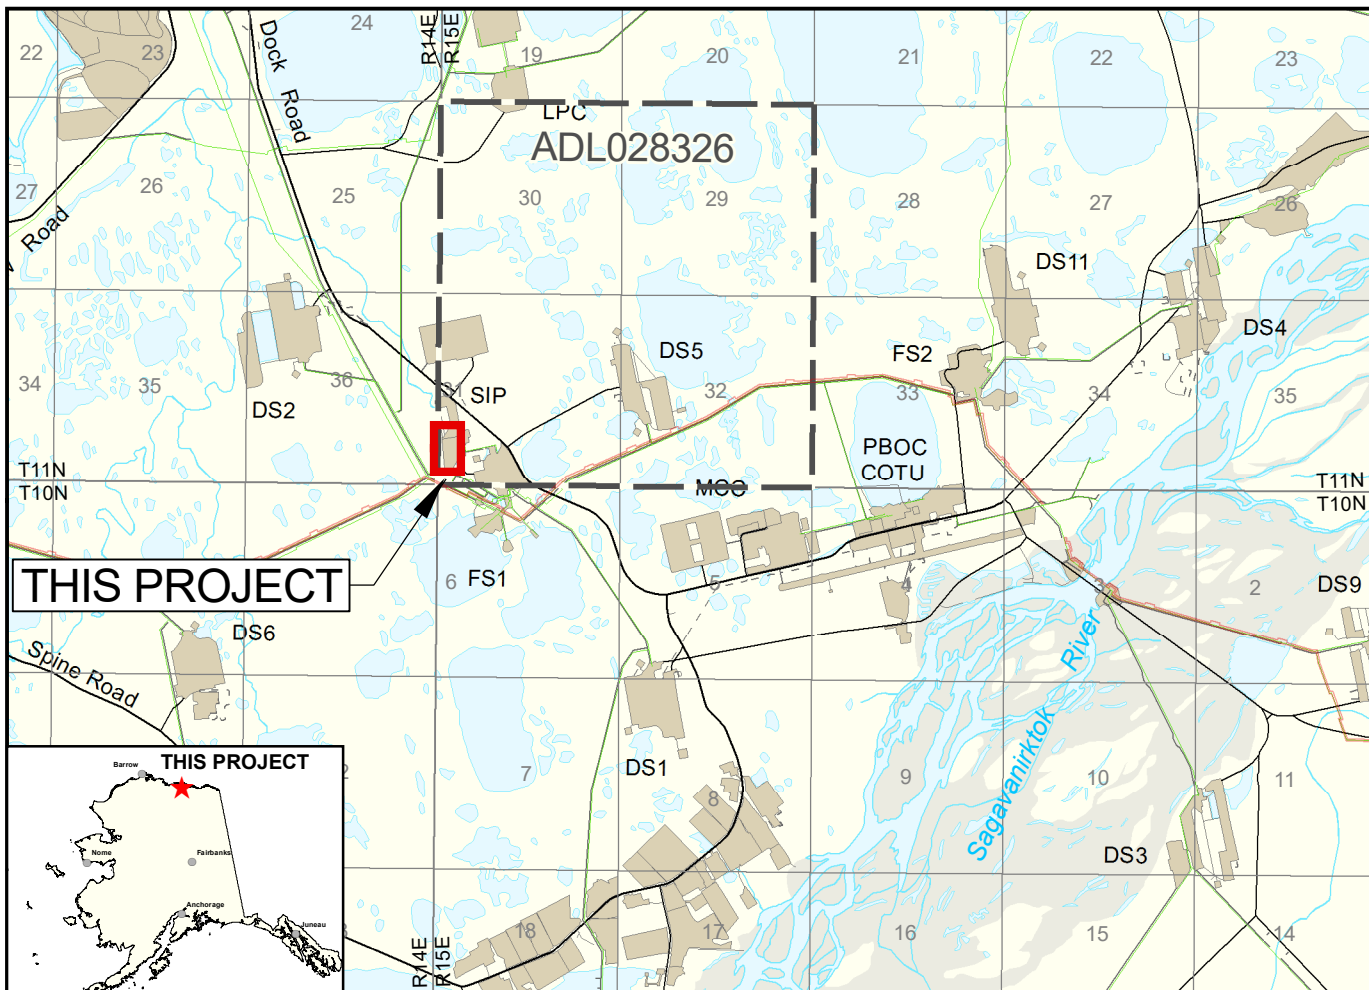 22
23
24
R14E
R15E
19
20
21
22
23
Dock Road
LPC
ADL028326
27
26
25
30
29
28
27
26
Road
DS11
DS4
DS5
FS2
34
35
36
31
32
33
34
35
DS2
SIP
PBOC
COTU
T11N
T10N
MCC
T11N
T10N
THIS PROJECT
6
FS1
5
4
3
2
DS9
DS6
Spine Road
Sagavanirktok River
7
DS1
8
9
10
11
DS3
18
17
16
15
14
R14E
R15E
THIS PROJECT
Barrow
Nome
Fairbanks
Anchorage
Juneau